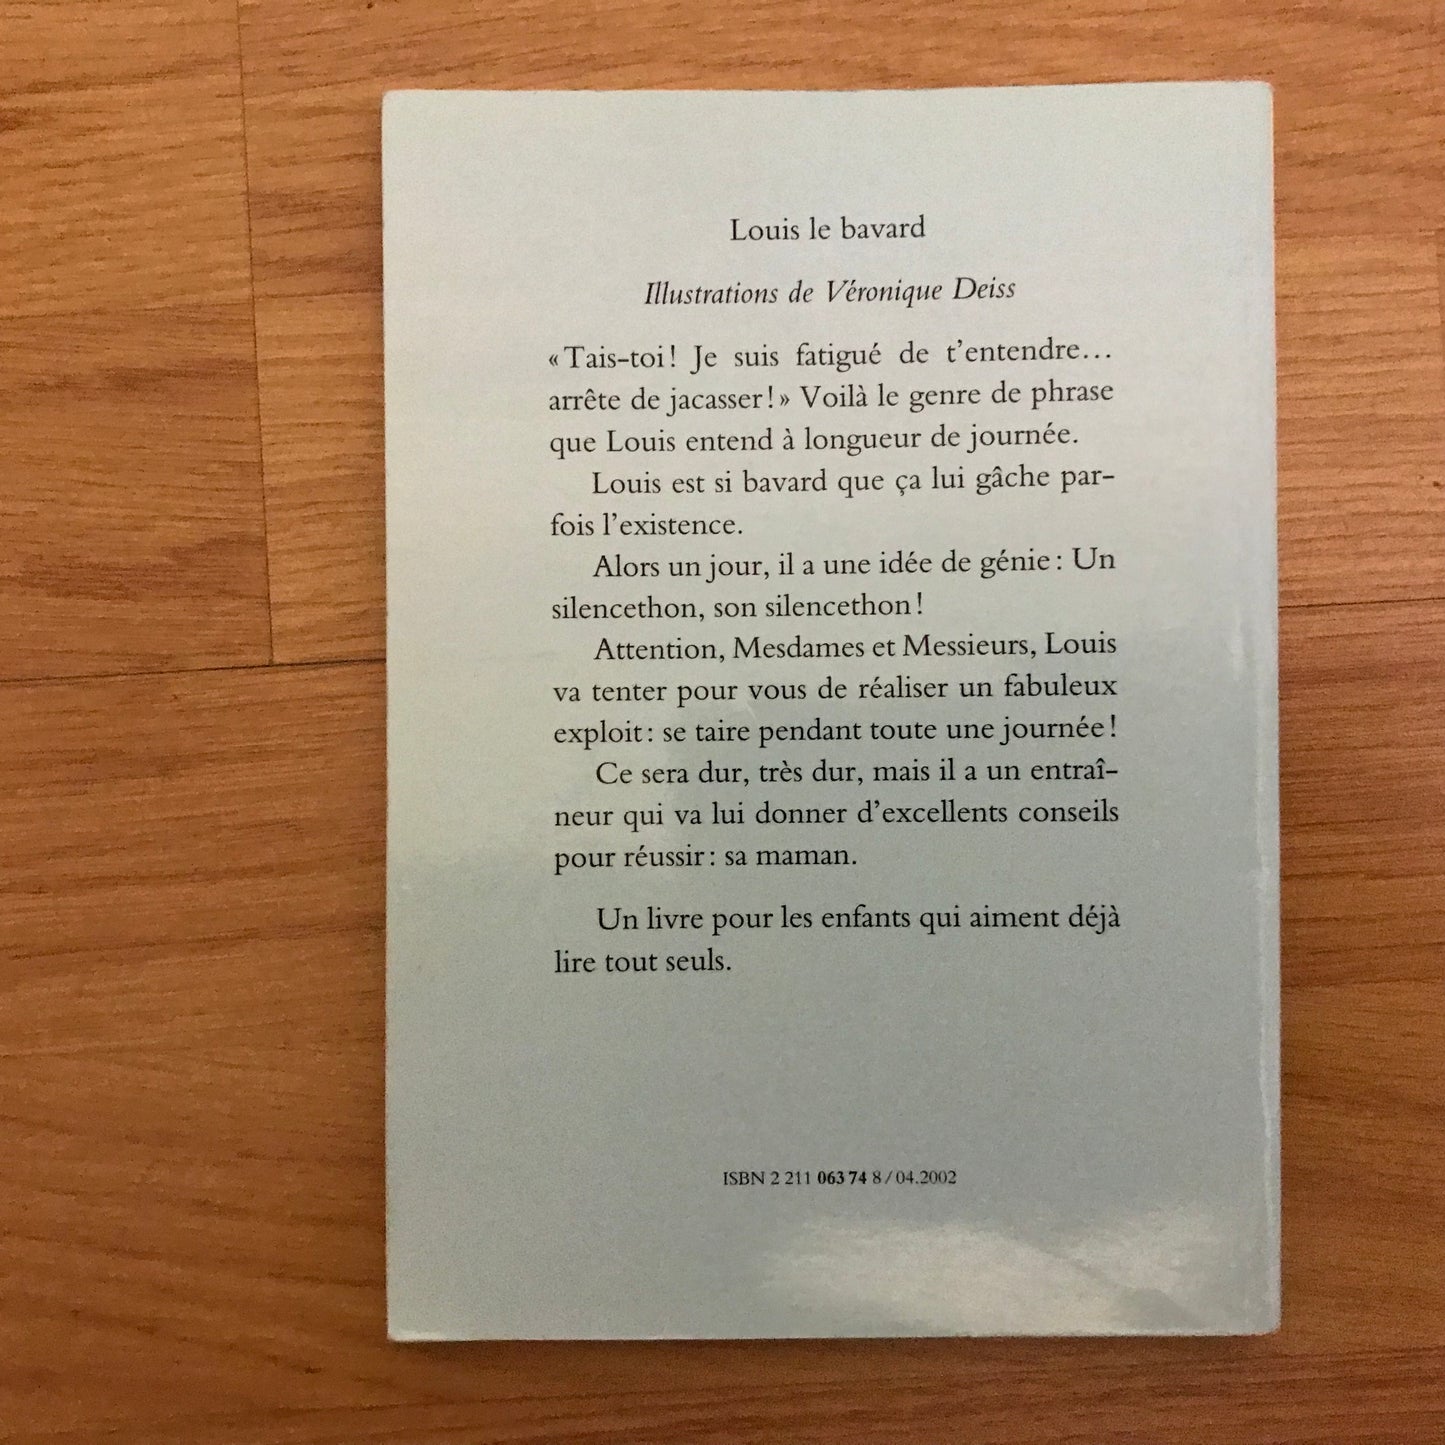 Louis le bavard
Illustrations de Véronique Deiss
« Tais-toi ! Je suis fatigué de t'entendre…
arrête de jacasser ! » Voilà le genre de phrase
que Louis entend à longueur de journée.
Louis est si bavard que ça lui gâche par-
fois l'existence.
Alors un jour, il a une idée de génie : Un
silencethon, son silencethon !
Attention, Mesdames et Messieurs, Louis
va tenter pour vous de réaliser un fabuleux
exploit : se taire pendant toute une journée !
Ce sera dur, très dur, mais il a un entraî-
neur qui va lui donner d'excellents conseils
pour réussir : sa maman.
Un livre pour les enfants qui aiment déjà
lire tout seuls.
ISBN 2 211 063 74 8 / 04.2002